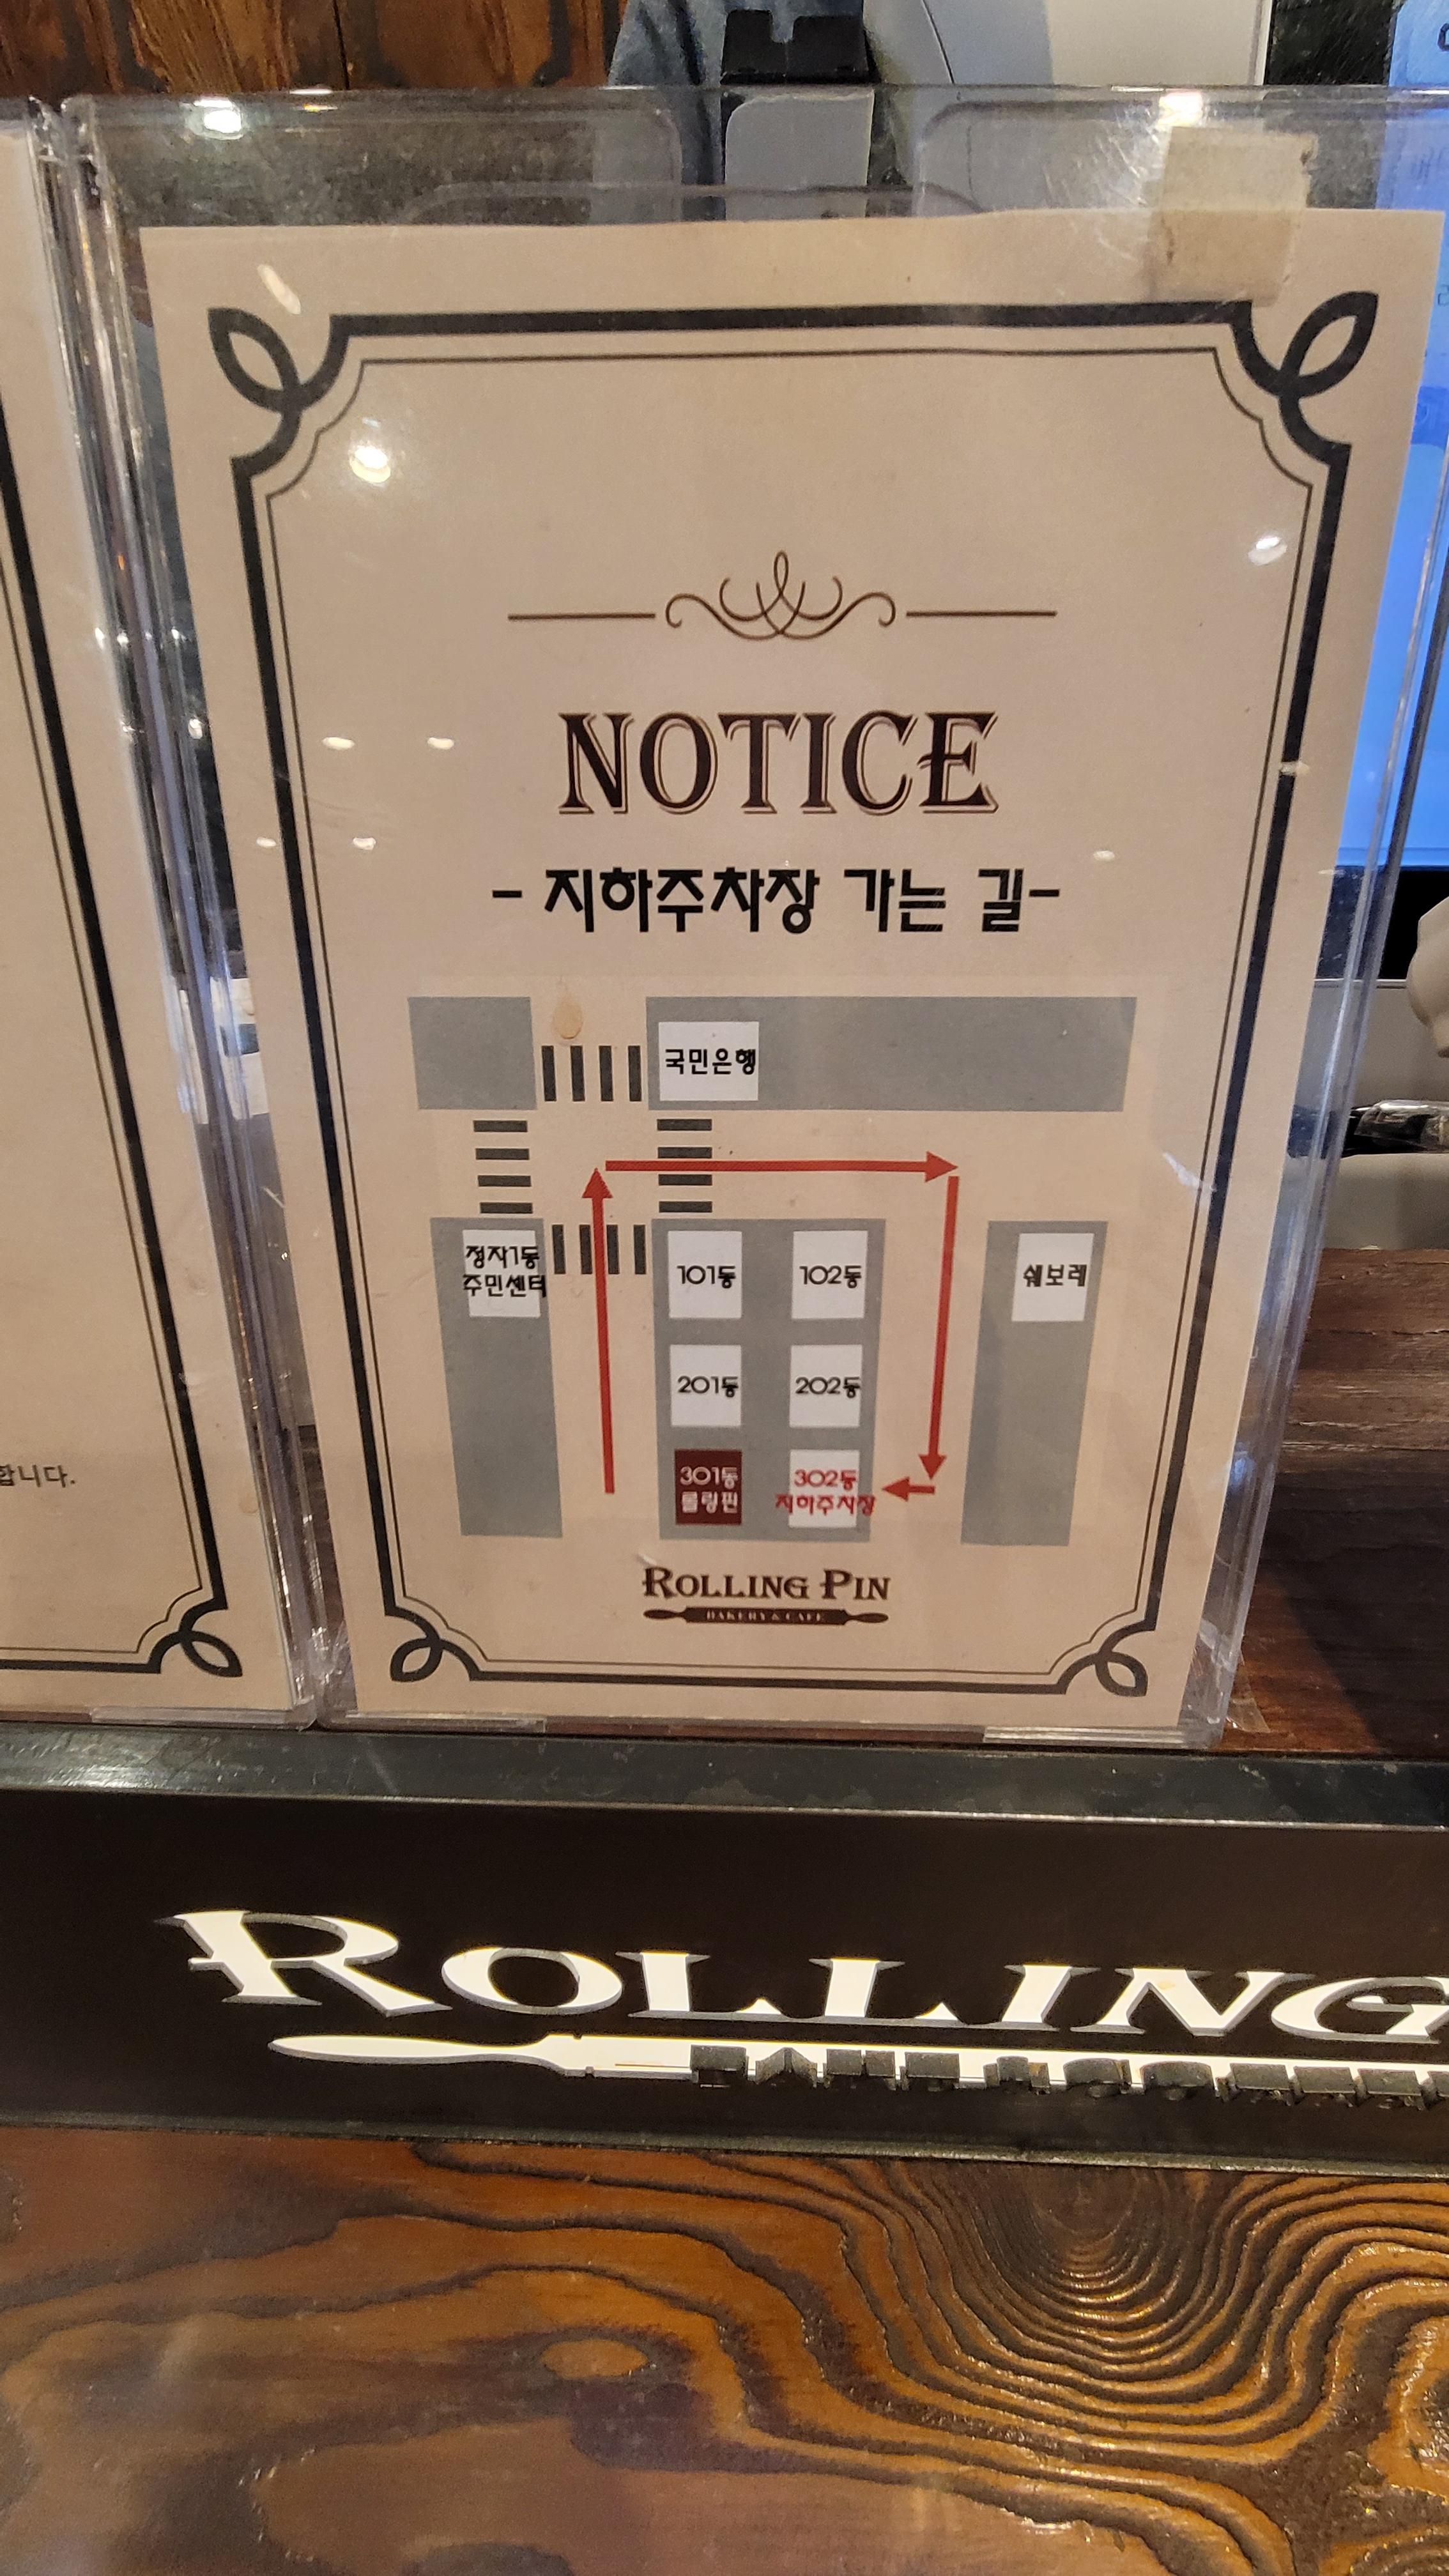 NOTICE
- 지하주차장 가는 길-
국민은행
정자1동
주민센터
101동
102동
쉐보레
201동
202동
301동
롤링핀
302동
지하주차장
ROLLING PIN
BAKERY & CAFE
합니다.
ROLLING